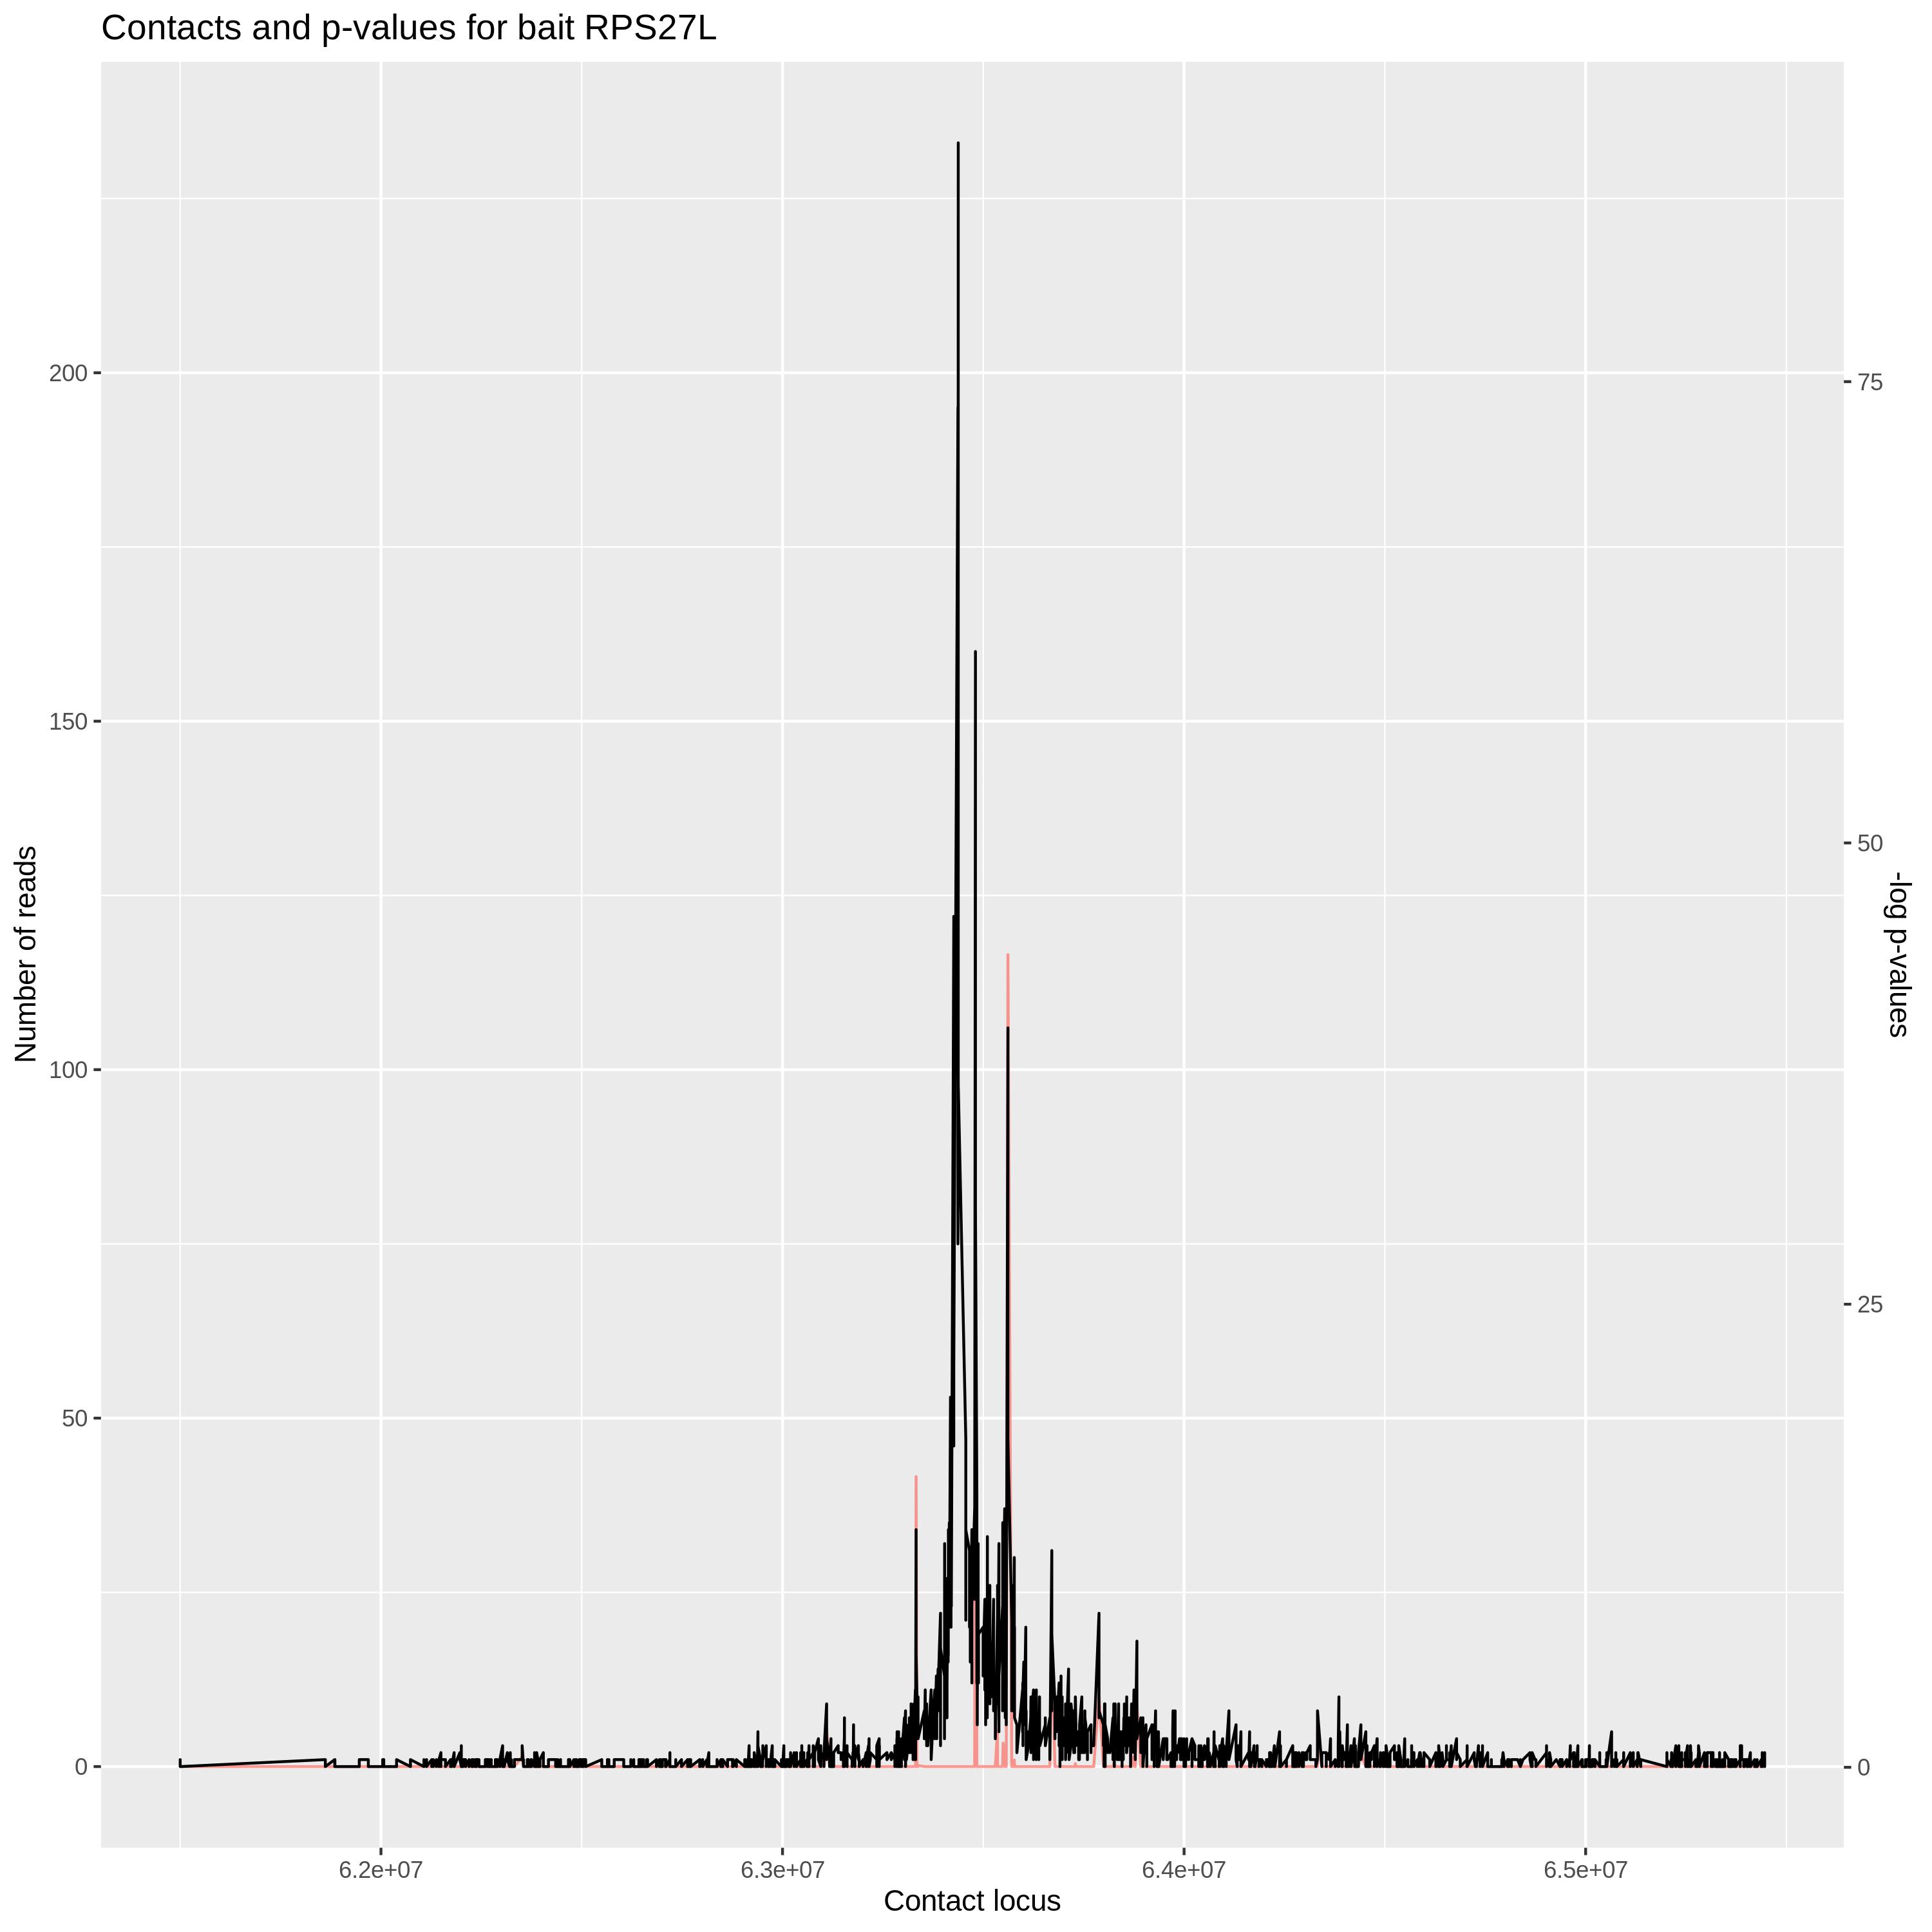 Contacts and p-values for bait RPS27L
Number of reads
200
150
100
50
0
75
50
25
0
-log p-values
6.2e+07 6.3e+07 6.4e+07 6.5e+07
Contact locus